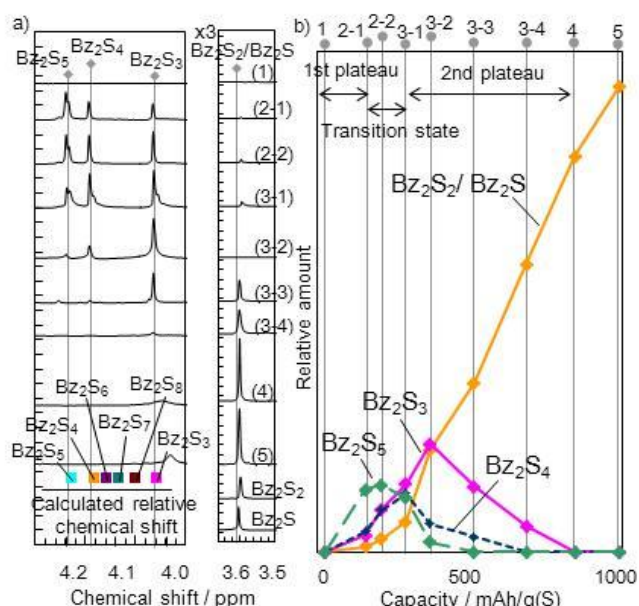 a)
x3
Bz₂S₅
Bz₂S₄
Bz₂S₃
Bz₂S₂/Bz₂S
(1)
(2-1)
(2-2)
(3-1)
(3-2)
(3-3)
(3-4)
(4)
(5)
Bz₂S₂
Bz₂S
Bz₂S₆
Bz₂S₈
Bz₂S₄
Bz₂S₇
Bz₂S₃
Bz₂S₅
Calculated relative
chemical shift
4.2 4.1 4.0 3.6 3.5
Chemical shift / ppm
b)
1 2-1 2-2 3-1 3-2 3-3 3-4 4 5
1st plateau
2nd plateau
Transition state
Bz₂S₂/ Bz₂S
Bz₂S₃
Bz₂S₅
Bz₂S₄
Relative amount
0 500 1000
Capacity / mAh/g(S)